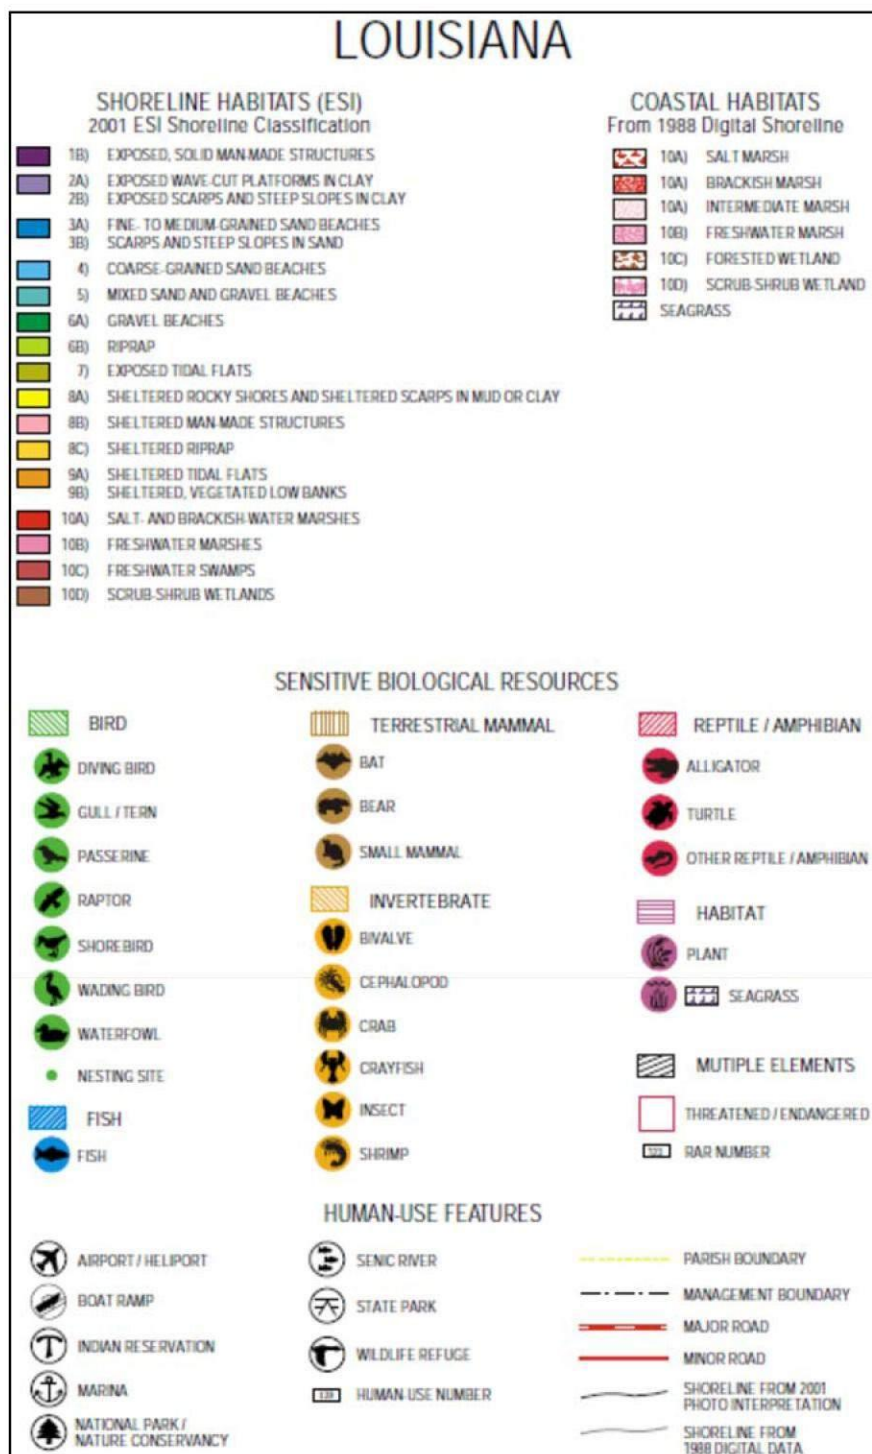 LOUISIANA
SHORELINE HABITATS (ESI)
2001 ESI Shoreline Classification
1B) EXPOSED, SOLID MAN-MADE STRUCTURES
2A) EXPOSED WAVE-CUT PLATFORMS IN CLAY
2B) EXPOSED SCARPS AND STEEP SLOPES IN CLAY
3A) FINE- TO MEDIUM-GRAINED SAND BEACHES
3B) SCARPS AND STEEP SLOPES IN SAND
4) COARSE-GRAINED SAND BEACHES
5) MIXED SAND AND GRAVEL BEACHES
6A) GRAVEL BEACHES
6B) RIPRAP
7) EXPOSED TIDAL FLATS
8A) SHELTERED ROCKY SHORES AND SHELTERED SCARPS IN MUD OR CLAY
8B) SHELTERED MAN-MADE STRUCTURES
8C) SHELTERED RIPRAP
9A) SHELTERED TIDAL FLATS
9B) SHELTERED, VEGETATED LOW BANKS
10A) SALT- AND BRACKISH-WATER MARSHES
10B) FRESHWATER MARSHES
10C) FRESHWATER SWAMPS
10D) SCRUB-SHRUB WETLANDS
COASTAL HABITATS
From 1988 Digital Shoreline
10A) SALT MARSH
10A) BRACKISH MARSH
10A) INTERMEDIATE MARSH
10B) FRESHWATER MARSH
10C) FORESTED WETLAND
10D) SCRUB-SHRUB WETLAND
SEAGRASS
SENSITIVE BIOLOGICAL RESOURCES
BIRD
DIVING BIRD
GULL / TERN
PASSERINE
RAPTOR
SHOREBIRD
WADING BIRD
WATERFOWL
NESTING SITE
FISH
FISH
TERRESTRIAL MAMMAL
BAT
BEAR
SMALL MAMMAL
INVERTEBRATE
BIVALVE
CEPHALOPOD
CRAB
CRAYFISH
INSECT
SHRIMP
REPTILE / AMPHIBIAN
ALLIGATOR
TURTLE
OTHER REPTILE / AMPHIBIAN
HABITAT
PLANT
SEAGRASS
MUTIPLE ELEMENTS
THREATENED / ENDANGERED
RAR NUMBER
HUMAN-USE FEATURES
AIRPORT / HELIPORT
BOAT RAMP
INDIAN RESERVATION
MARINA
NATIONAL PARK /
NATURE CONSERVANCY
SENIC RIVER
STATE PARK
WILDLIFE REFUGE
HUMAN-USE NUMBER
PARISH BOUNDARY
MANAGEMENT BOUNDARY
MAJOR ROAD
MINOR ROAD
SHORELINE FROM 2001
PHOTO INTERPRETATION
SHORELINE FROM
1988 DIGITAL DATA